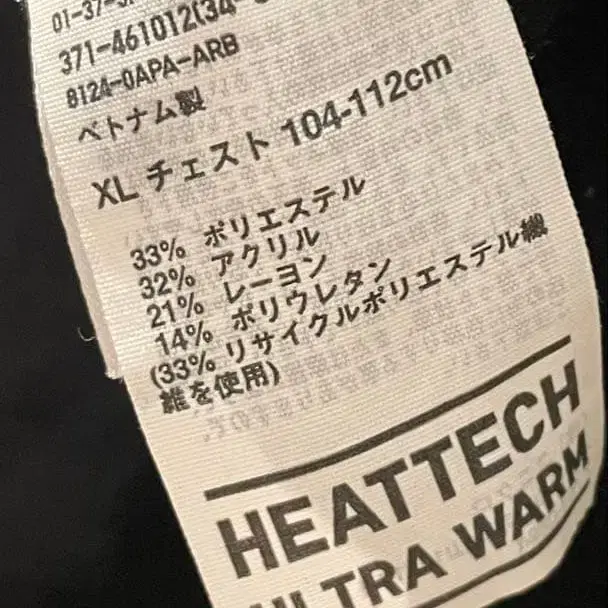 01-37-
371-461012(34-
8124-0APA-ARB
ベトナム製
XL チェスト 104-112cm
33% ポリエステル
32% アクリル
21% レーヨン
14% ポリウレタン
(33% リサイクルポリエステル繊
維を使用)
HEATTECH
ULTRA WARM